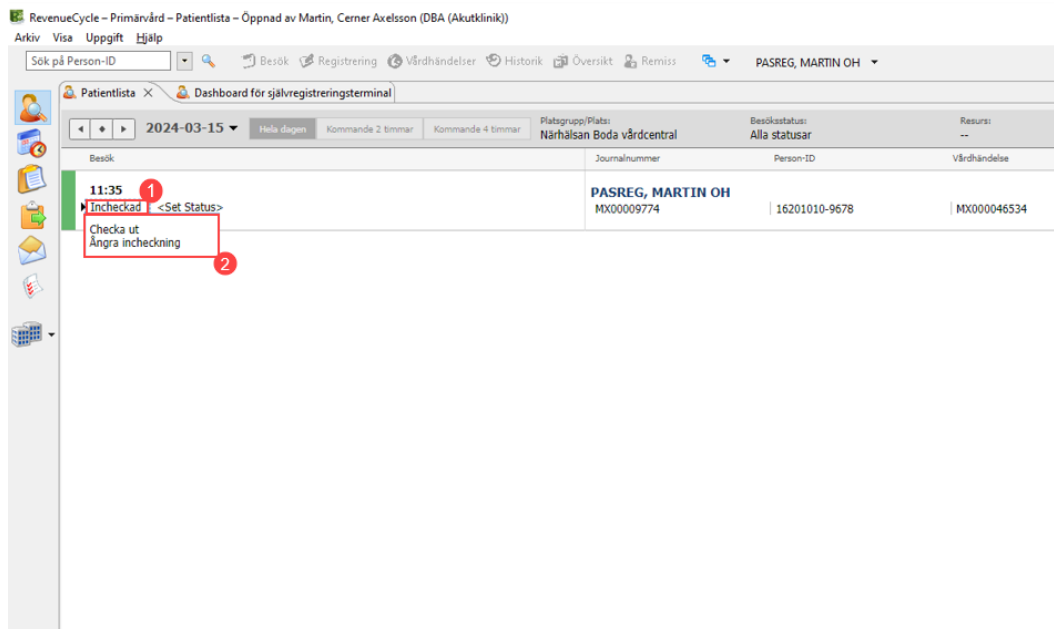 RevenueCycle – Primärvård – Patientlista – Öppnad av Martin, Cerner Axelsson (DBA (Akutklinik))
Arkiv Visa Uppgift Hjälp
Sök på Person-ID Besök Registrering Vårdhändelser Historik Översikt Remiss PASREG, MARTIN OH
Patientlista Dashboard för självregistreringsterminal
Platsgrupp/Plats: Besöksstatus: Resurs:
2024-03-15 Hela dagen Kommande 2 timmar Kommande 4 timmar Närhälsan Boda vårdcentral Alla statusar --
Besök Journalnummer Person-ID Vårdhändelse
11:35 1 PASREG, MARTIN OH
Incheckad <Set Status> MX00009774 16201010-9678 MX000046534
Checka ut
Ångra incheckning
2